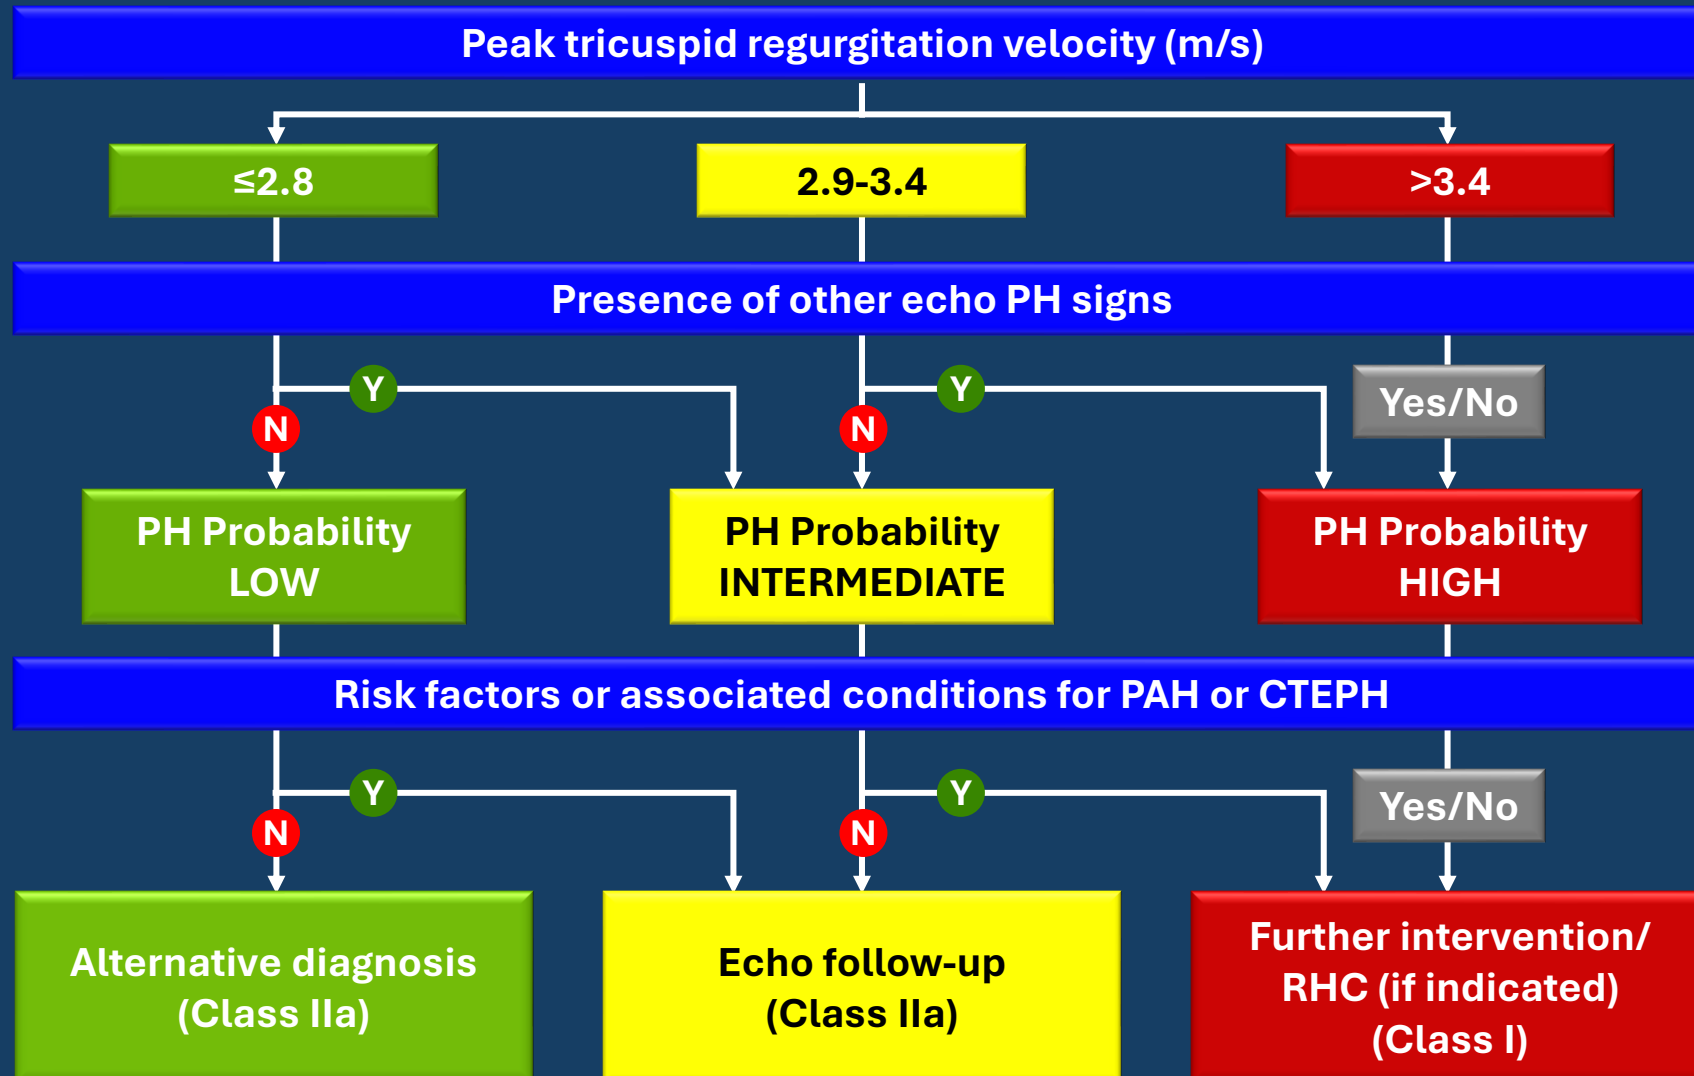 Peak tricuspid regurgitation velocity (m/s)
≤2.8
2.9-3.4
>3.4
Presence of other echo PH signs
Y
Y
Yes/No
N
N
PH Probability
LOW
PH Probability
INTERMEDIATE
PH Probability
HIGH
Risk factors or associated conditions for PAH or CTEPH
Y
Y
Yes/No
N
N
Alternative diagnosis
(Class IIa)
Echo follow-up
(Class IIa)
Further intervention/
RHC (if indicated)
(Class I)